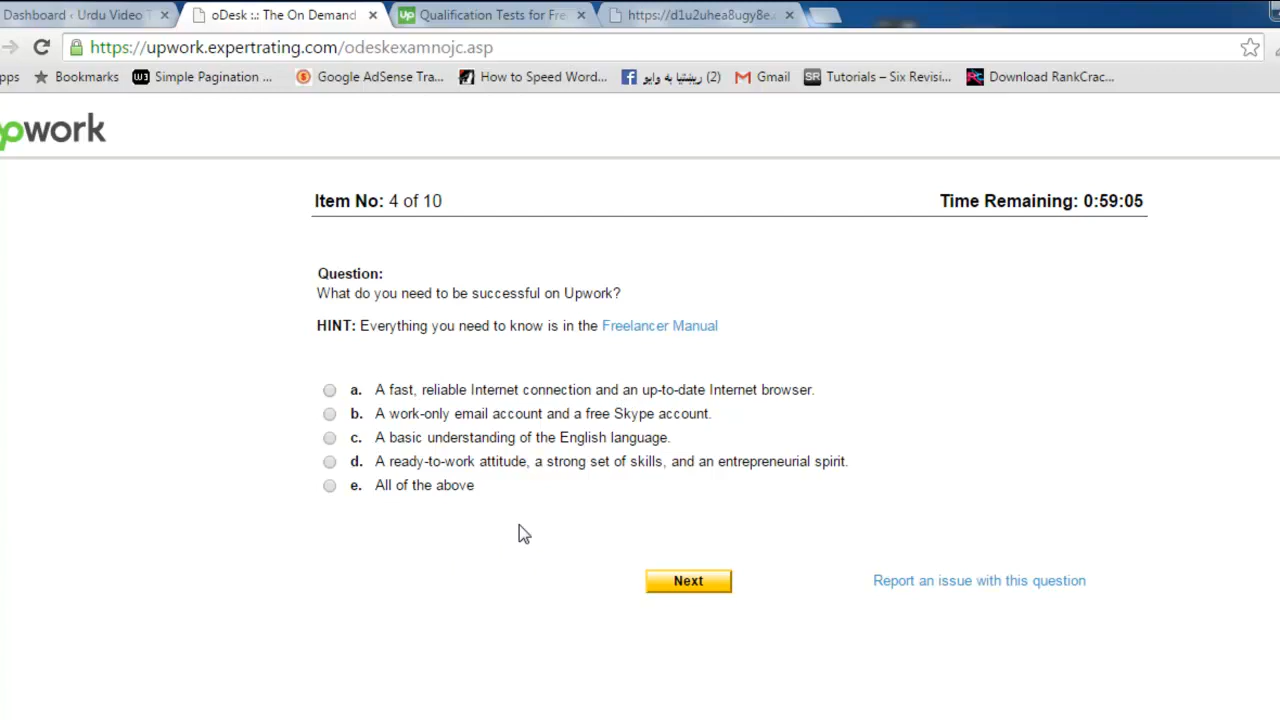 Dashboard ‹ Urdu Video T
oDesk :.: The On Demand
Qualification Tests for Fre
https://d1u2uhea8ugy8e.
https://upwork.expertrating.com/odeskexamnojc.asp
pps
Bookmarks
Simple Pagination ...
Google AdSense Tra...
How to Speed Word...
(2) رښتیا به وایو
Gmail
Tutorials – Six Revisi...
Download RankCrac...
upwork
Item No: 4 of 10
Time Remaining: 0:59:05
Question:
What do you need to be successful on Upwork?
HINT: Everything you need to know is in the Freelancer Manual
a. A fast, reliable Internet connection and an up-to-date Internet browser.
b. A work-only email account and a free Skype account.
c. A basic understanding of the English language.
d. A ready-to-work attitude, a strong set of skills, and an entrepreneurial spirit.
e. All of the above
Next
Report an issue with this question